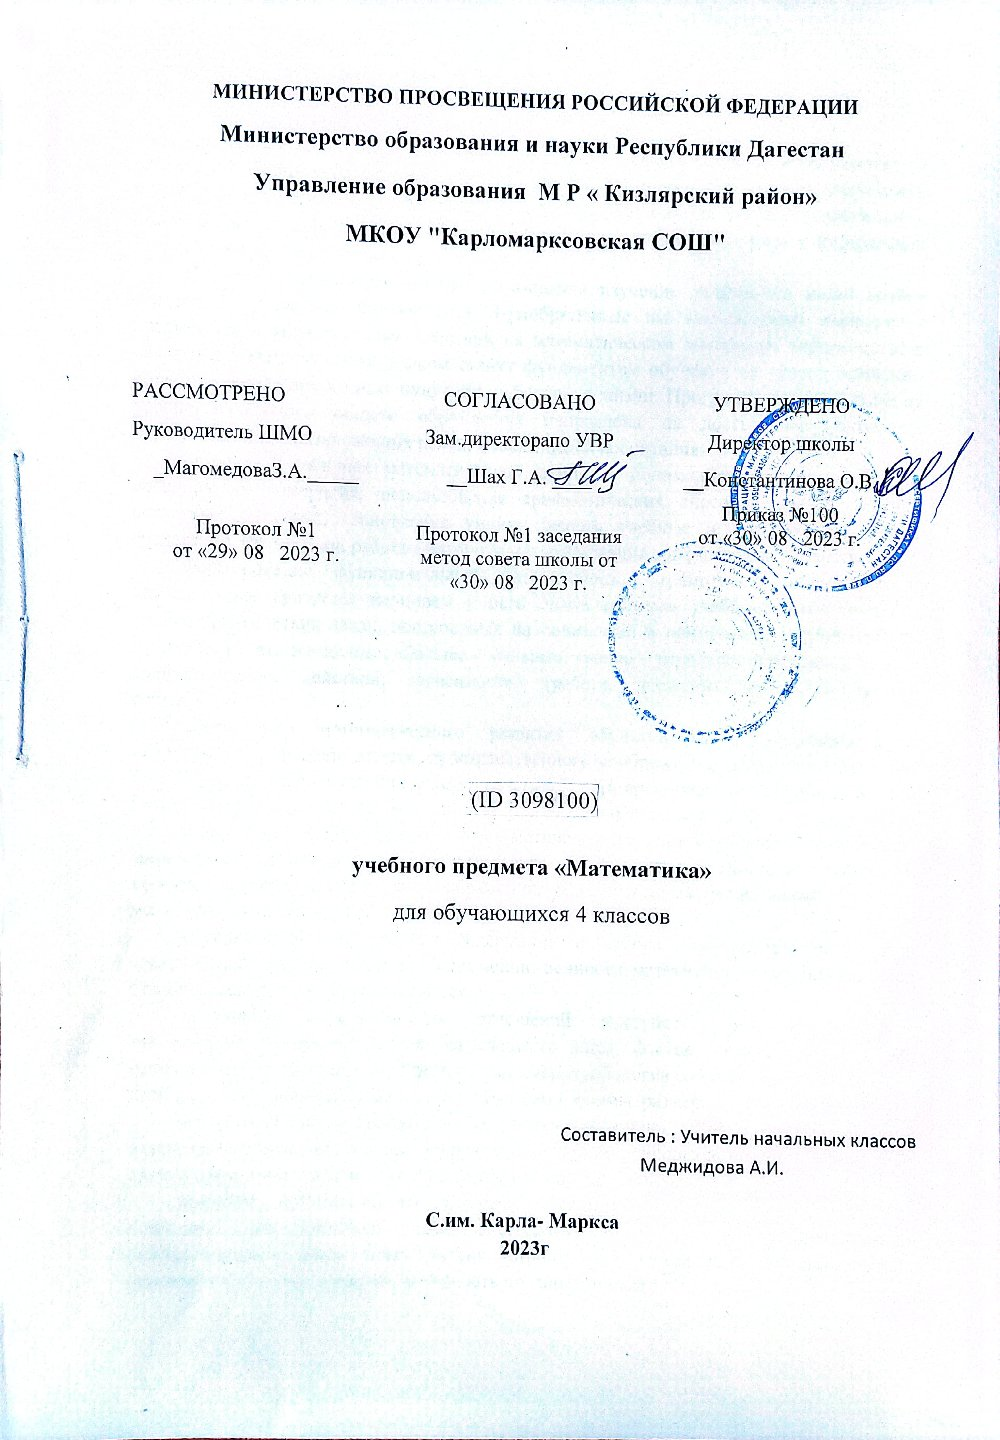 МИНИСТЕРСТВО ПРОСВЕЩЕНИЯ РОССИЙСКОЙ ФЕДЕРАЦИИ
Министерство образования и науки Республики Дагестан
Управление образования М Р « Кизлярский район»
МКОУ "Карломарксовская СОШ"
РАССМОТРЕНО
Руководитель ШМО
_МагомедоваЗ.А._____
Протокол №1
от «29» 08 2023 г.
СОГЛАСОВАНО
Зам.директорапо УВР
__Шах Г.А. ____
Протокол №1 заседания
метод совета школы от
«30» 08 2023 г.
УТВЕРЖДЕНО
Директор школы
__Константинова О.В.
Приказ №100
от.«30» 08 2023 г.
(ID 3098100)
учебного предмета «Математика»
для обучающихся 4 классов
Составитель : Учитель начальных классов
Меджидова А.И.
С.им. Карла- Маркса
2023г